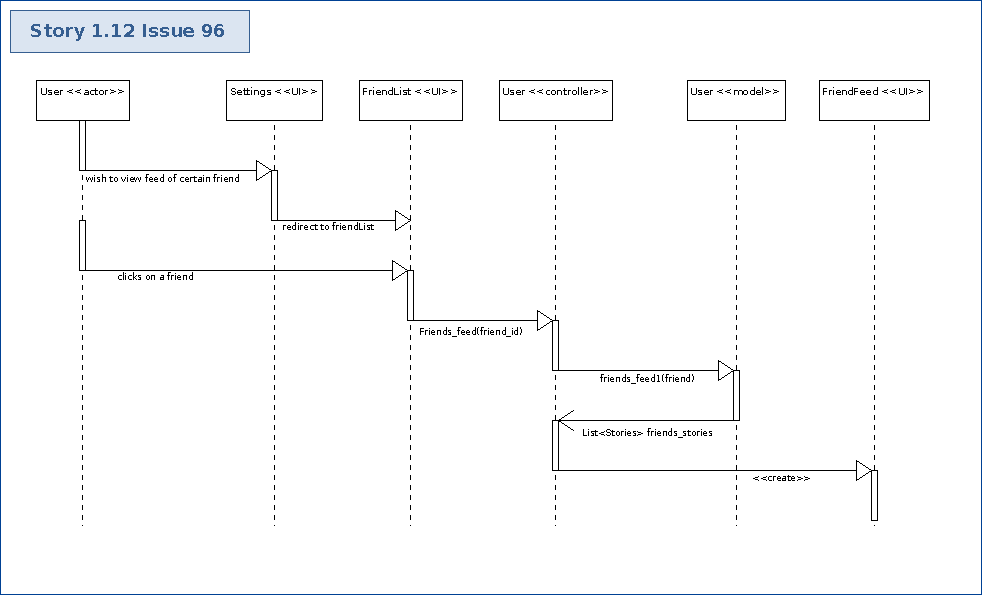 Story 1.12 Issue 96
User <<actor>>
Settings <<UI>>
FriendList <<UI>>
User <<controller>>
User <<model>>
FriendFeed <<UI>>
wish to view feed of certain friend
redirect to friendList
clicks on a friend
Friends_feed(friend_id)
friends_feed1(friend)
List<Stories> friends_stories
<<create>>